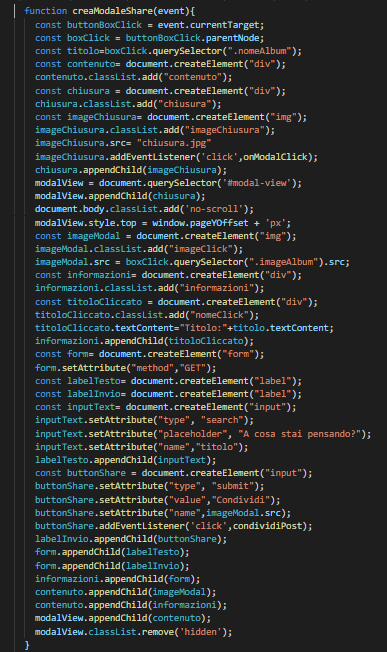 function creaModaleShare(event){
const buttonBoxClick = event.currentTarget;
const boxClick = buttonBoxClick.parentNode;
const titolo=boxClick.querySelector(".nomeAlbum");
const contenuto= document.createElement("div");
contenuto.classList.add("contenuto");
const chiusura = document.createElement("div");
chiusura.classList.add("chiusura");
const imageChiusura= document.createElement("img");
imageChiusura.classList.add("imageChiusura");
imageChiusura.src= "chiusura.jpg"
imageChiusura.addEventListener('click',onModalClick);
chiusura.appendChild(imageChiusura);
modalView = document.querySelector('#modal-view');
modalView.appendChild(chiusura);
document.body.classList.add('no-scroll');
modalView.style.top = window.pageYOffset + 'px';
const imageModal = document.createElement("img");
imageModal.classList.add("imageClick");
imageModal.src = boxClick.querySelector(".imageAlbum").src;
const informazioni= document.createElement("div");
informazioni.classList.add("informazioni");
const titoloCliccato = document.createElement("div");
titoloCliccato.classList.add("nomeClick");
titoloCliccato.textContent="Titolo:"+titolo.textContent;
informazioni.appendChild(titoloCliccato);
const form= document.createElement("form");
form.setAttribute("method","GET");
const labelTesto= document.createElement("label");
const labelInvio= document.createElement("label");
const inputText= document.createElement("input");
inputText.setAttribute("type", "search");
inputText.setAttribute("placeholder", "A cosa stai pensando?");
inputText.setAttribute("name","titolo");
labelTesto.appendChild(inputText);
const buttonShare = document.createElement("input");
buttonShare.setAttribute("type", "submit");
buttonShare.setAttribute("value","Condividi");
buttonShare.setAttribute("name",imageModal.src);
buttonShare.addEventListener('click',condividiPost);
labelInvio.appendChild(buttonShare);
form.appendChild(labelTesto);
form.appendChild(labelInvio);
informazioni.appendChild(form);
contenuto.appendChild(imageModal);
contenuto.appendChild(informazioni);
modalView.appendChild(contenuto);
modalView.classList.remove('hidden');
}